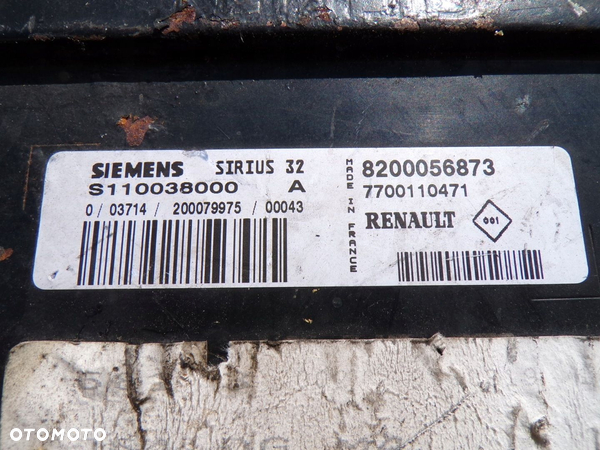 SIEMENS SIRIUS 32
S110038000 A
0 / 03714 / 200079975 / 00043
MADE IN FRANCE
8200056873
7700110471
RENAULT 001
OTOMOTO